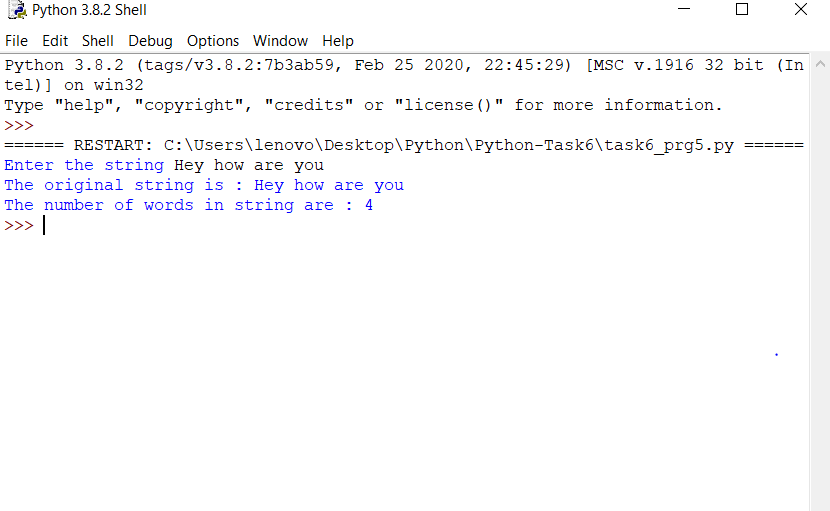 Python 3.8.2 Shell
File Edit Shell Debug Options Window Help
Python 3.8.2 (tags/v3.8.2:7b3ab59, Feb 25 2020, 22:45:29) [MSC v.1916 32 bit (In
tel)] on win32
Type "help", "copyright", "credits" or "license()" for more information.
>>>
====== RESTART: C:\Users\lenovo\Desktop\Python\Python-Task6\task6_prg5.py ======
Enter the string Hey how are you
The original string is : Hey how are you
The number of words in string are : 4
>>>